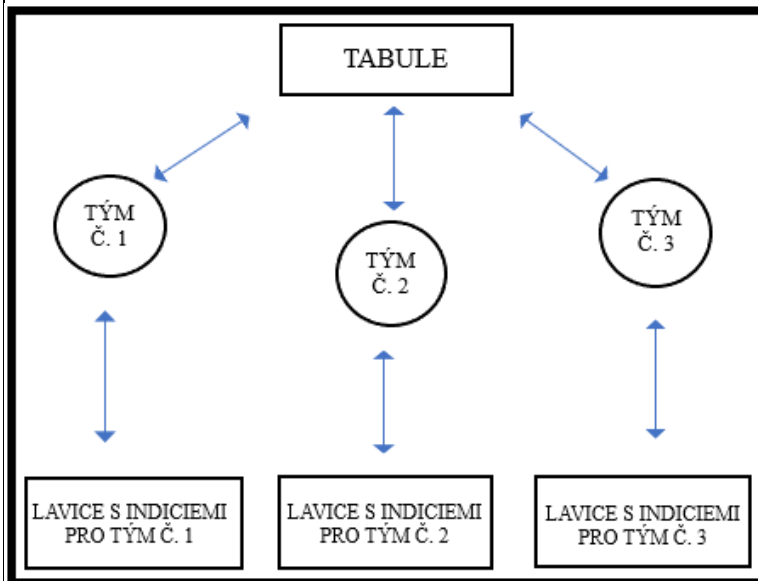 TABULE
TÝM
Č. 1
TÝM
Č. 2
TÝM
Č. 3
LAVICE S INDICIEMI
PRO TÝM Č. 1
LAVICE S INDICIEMI
PRO TÝM Č. 2
LAVICE S INDICIEMI
PRO TÝM Č. 3